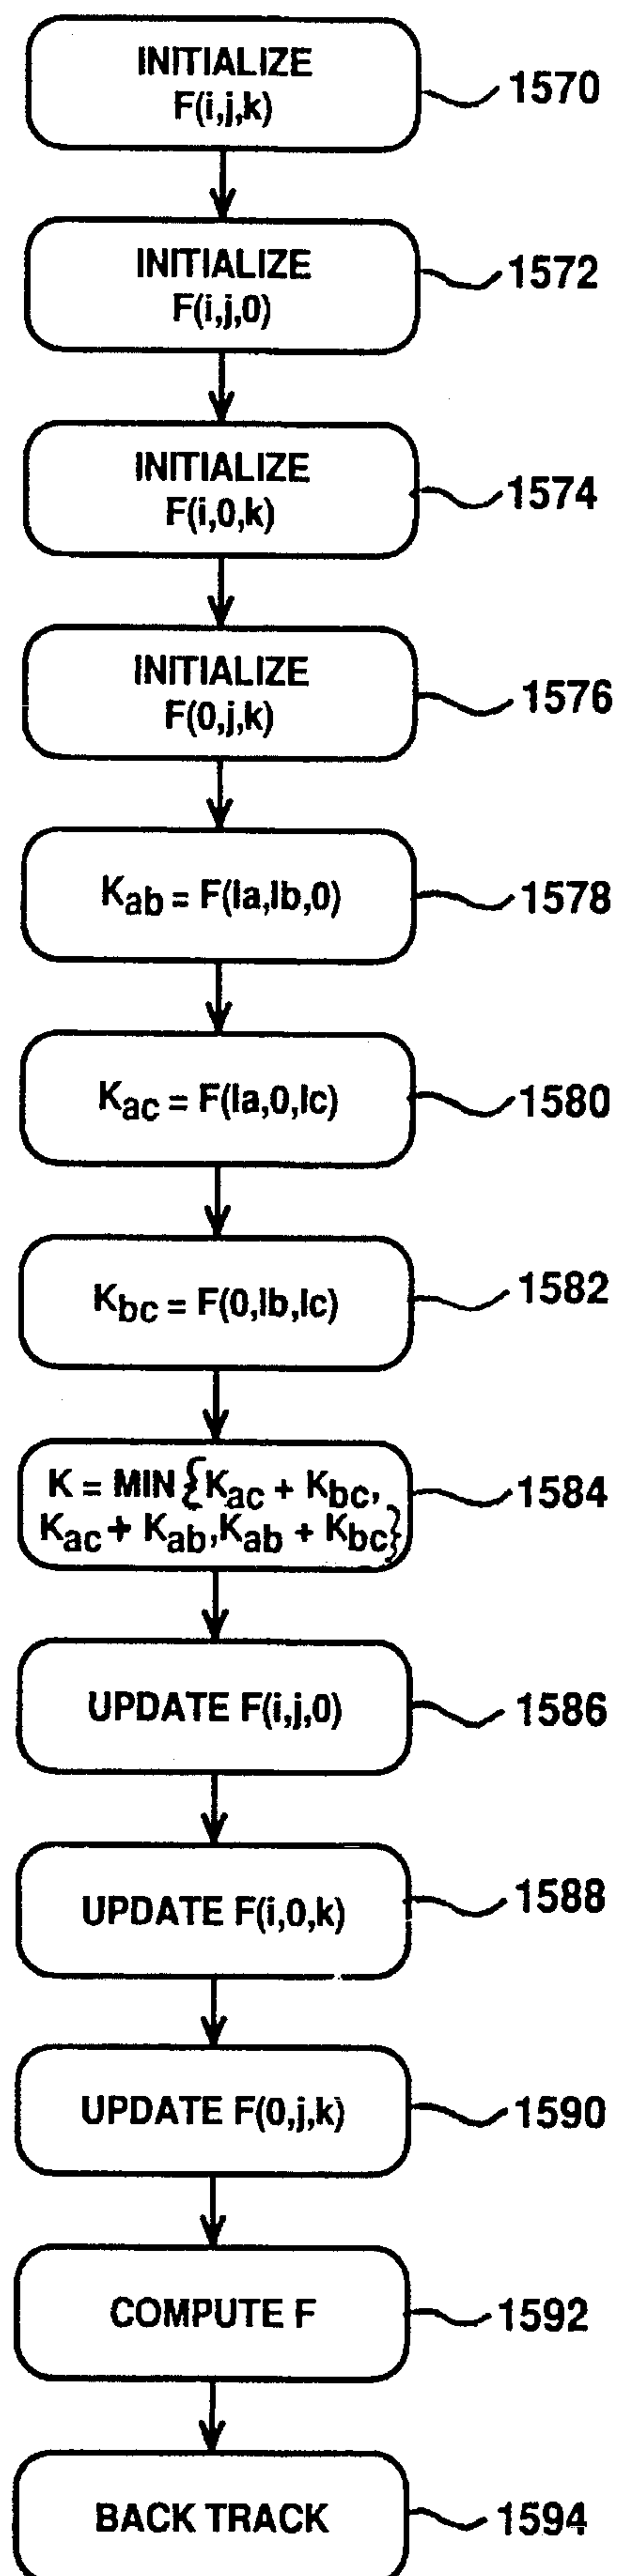 INITIALIZE
F(i,j,k)
1570
INITIALIZE
F(i,j,0)
1572
INITIALIZE
F(i,0,k)
1574
INITIALIZE
F(0,j,k)
1576
Kab = F(la,lb,0)
1578
Kac = F(la,0,lc)
1580
Kbc = F(0,lb,lc)
1582
K = MIN {Kac + Kbc,
Kac + Kab,Kab + Kbc}
1584
UPDATE F(i,j,0)
1586
UPDATE F(i,0,k)
1588
UPDATE F(0,j,k)
1590
COMPUTE F
1592
BACK TRACK
1594